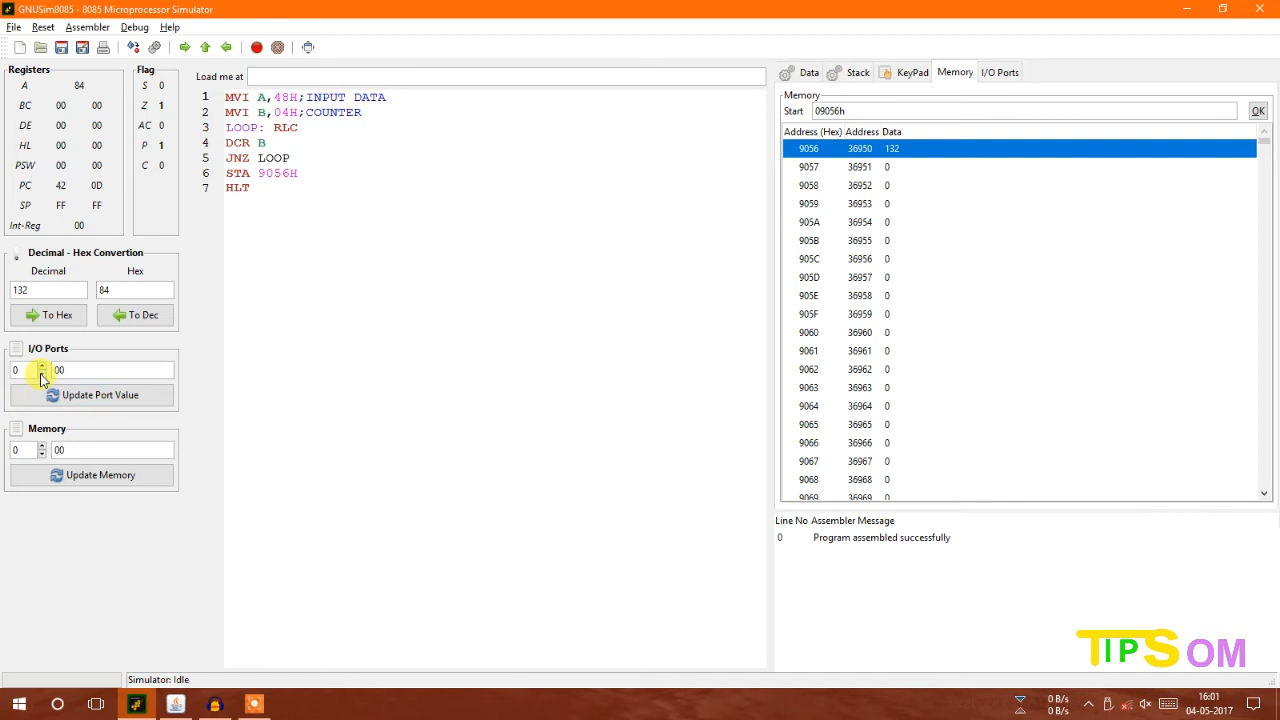 GNUSim8085 - 8085 Microprocessor Simulator
File Reset Assembler Debug Help
Registers
A 84
BC 00 00
DE 00 00
HL 00 00
PSW 00 00
PC 42 0D
SP FF FF
Int-Reg 00
Flag
S 0
Z 1
AC 0
P 1
C 0
Decimal - Hex Convertion
Decimal Hex
132 84
To Hex To Dec
I/O Ports
0 00
Update Port Value
Memory
0 00
Update Memory
Load me at
1 MVI A,48H;INPUT DATA
2 MVI B,04H;COUNTER
3 LOOP: RLC
4 DCR B
5 JNZ LOOP
6 STA 9056H
7 HLT
Data Stack KeyPad Memory I/O Ports
Memory
Start 09056h OK
Address (Hex) Address Data
9056 36950 132
9057 36951 0
9058 36952 0
9059 36953 0
905A 36954 0
905B 36955 0
905C 36956 0
905D 36957 0
905E 36958 0
905F 36959 0
9060 36960 0
9061 36961 0
9062 36962 0
9063 36963 0
9064 36964 0
9065 36965 0
9066 36966 0
9067 36967 0
9068 36968 0
9069 36969 0
Line No Assembler Message
0 Program assembled successfully
TIPSOM
Simulator: Idle
0 B/s
0 B/s
16:01
04-05-2017